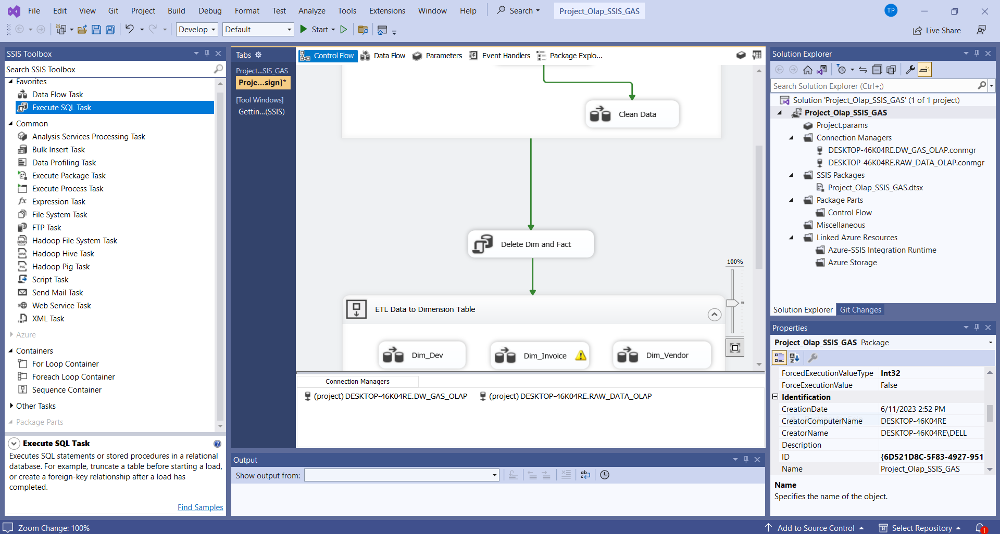 File Edit View Git Project Build Debug Format Test Analyze Tools Extensions Window Help Search Project_Olap_SSIS_GAS TP
Develop Default Start Live Share
SSIS Toolbox
Search SSIS Toolbox
Favorites
Data Flow Task
Execute SQL Task
Common
Analysis Services Processing Task
Bulk Insert Task
Data Profiling Task
Execute Package Task
Execute Process Task
Expression Task
File System Task
FTP Task
Hadoop File System Task
Hadoop Hive Task
Hadoop Pig Task
Script Task
Send Mail Task
Web Service Task
XML Task
Azure
Containers
For Loop Container
Foreach Loop Container
Sequence Container
Other Tasks
Package Parts
Execute SQL Task
Executes SQL statements or stored procedures in a relational
database. For example, truncate a table before starting a load,
or create a foreign-key relationship after a load has
completed.
Find Samples
Tabs
Project...SIS_GAS
Proje...sign]*
[Tool Windows]
Gettin...(SSIS)
Control Flow Data Flow Parameters Event Handlers Package Explo...
Clean Data
Delete Dim and Fact
100%
ETL Data to Dimension Table
Dim_Dev Dim_Invoice Dim_Vendor
Connection Managers
(project) DESKTOP-46K04RE.DW_GAS_OLAP (project) DESKTOP-46K04RE.RAW_DATA_OLAP
Output
Show output from:
Solution Explorer
Search Solution Explorer (Ctrl+;)
Solution 'Project_Olap_SSIS_GAS' (1 of 1 project)
Project_Olap_SSIS_GAS
Project.params
Connection Managers
DESKTOP-46K04RE.DW_GAS_OLAP.conmgr
DESKTOP-46K04RE.RAW_DATA_OLAP.conmgr
SSIS Packages
Project_Olap_SSIS_GAS.dtsx
Package Parts
Control Flow
Miscellaneous
Linked Azure Resources
Azure-SSIS Integration Runtime
Azure Storage
Solution Explorer Git Changes
Properties
Project_Olap_SSIS_GAS Package
ForcedExecutionValueType Int32
ForceExecutionValue False
Identification
CreationDate 6/11/2023 2:52 PM
CreatorComputerName DESKTOP-46K04RE
CreatorName DESKTOP-46K04RE\DELL
Description
ID {6D521D8C-5F83-4927-951
Name Project_Olap_SSIS_GAS
Name
Specifies the name of the object.
Zoom Change: 100% Add to Source Control Select Repository 1